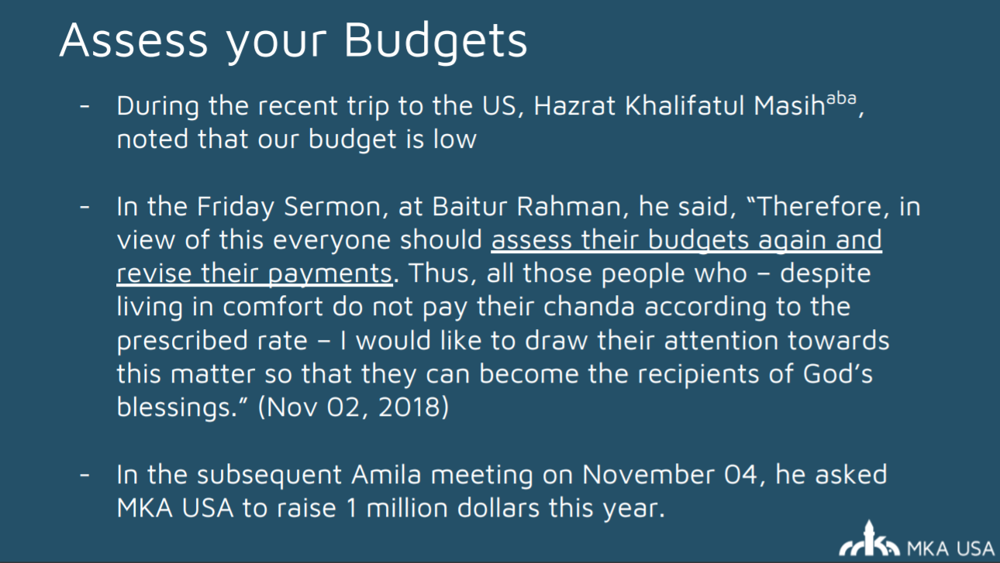 Assess your Budgets
- During the recent trip to the US, Hazrat Khalifatul Masihaba,
noted that our budget is low
- In the Friday Sermon, at Baitur Rahman, he said, “Therefore, in
view of this everyone should assess their budgets again and
revise their payments. Thus, all those people who – despite
living in comfort do not pay their chanda according to the
prescribed rate – I would like to draw their attention towards
this matter so that they can become the recipients of God’s
blessings.” (Nov 02, 2018)
- In the subsequent Amila meeting on November 04, he asked
MKA USA to raise 1 million dollars this year.
MKA USA